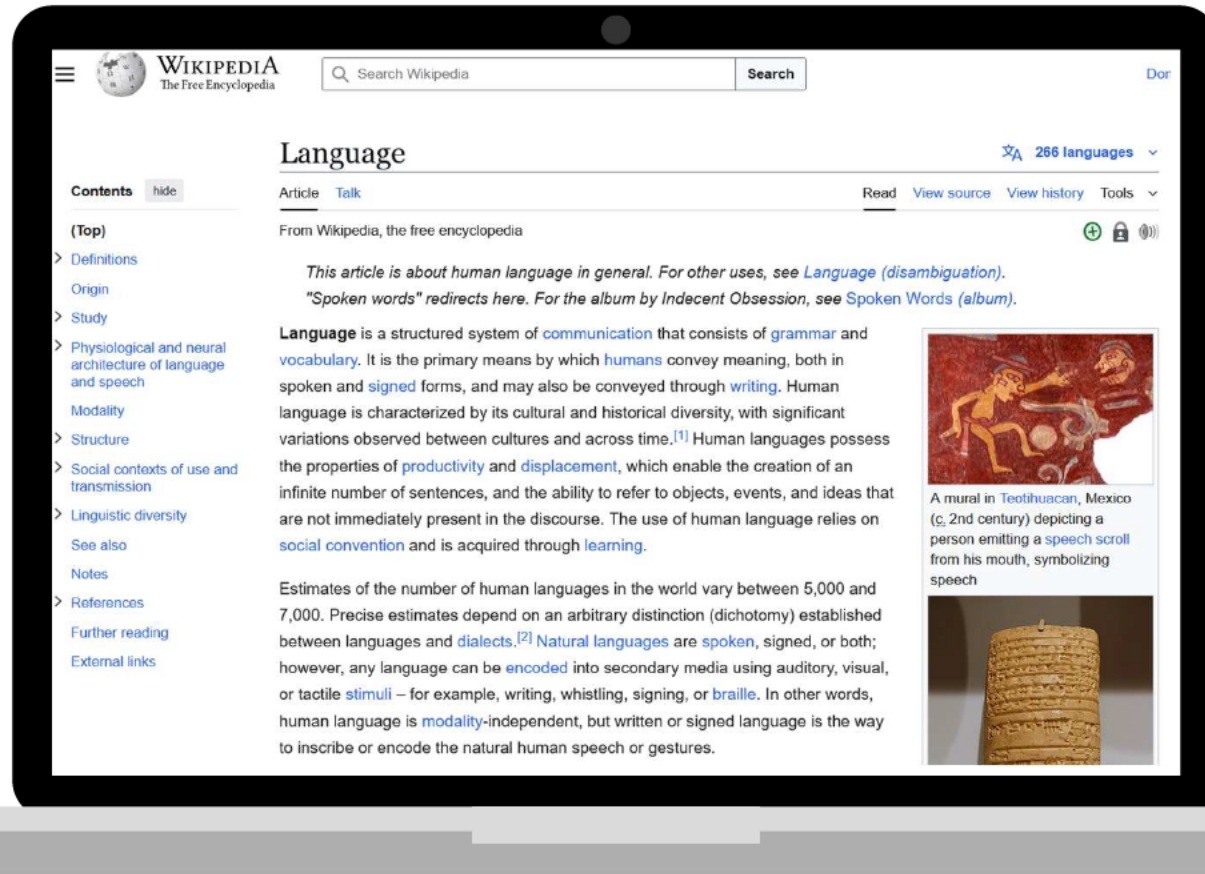 WIKIPEDIA
The Free Encyclopedia
Search Wikipedia
Search
Dor
Contents hide
(Top)
Definitions
Origin
Study
Physiological and neural
architecture of language
and speech
Modality
Structure
Social contexts of use and
transmission
Linguistic diversity
See also
Notes
References
Further reading
External links
Language
266 languages
Article Talk
Read View source View history Tools
From Wikipedia, the free encyclopedia
This article is about human language in general. For other uses, see Language (disambiguation).
"Spoken words" redirects here. For the album by Indecent Obsession, see Spoken Words (album).
Language is a structured system of communication that consists of grammar and
vocabulary. It is the primary means by which humans convey meaning, both in
spoken and signed forms, and may also be conveyed through writing. Human
language is characterized by its cultural and historical diversity, with significant
variations observed between cultures and across time.[1] Human languages possess
the properties of productivity and displacement, which enable the creation of an
infinite number of sentences, and the ability to refer to objects, events, and ideas that
are not immediately present in the discourse. The use of human language relies on
social convention and is acquired through learning.
Estimates of the number of human languages in the world vary between 5,000 and
7,000. Precise estimates depend on an arbitrary distinction (dichotomy) established
between languages and dialects.[2] Natural languages are spoken, signed, or both;
however, any language can be encoded into secondary media using auditory, visual,
or tactile stimuli – for example, writing, whistling, signing, or braille. In other words,
human language is modality-independent, but written or signed language is the way
to inscribe or encode the natural human speech or gestures.
A mural in Teotihuacan, Mexico
(c. 2nd century) depicting a
person emitting a speech scroll
from his mouth, symbolizing
speech